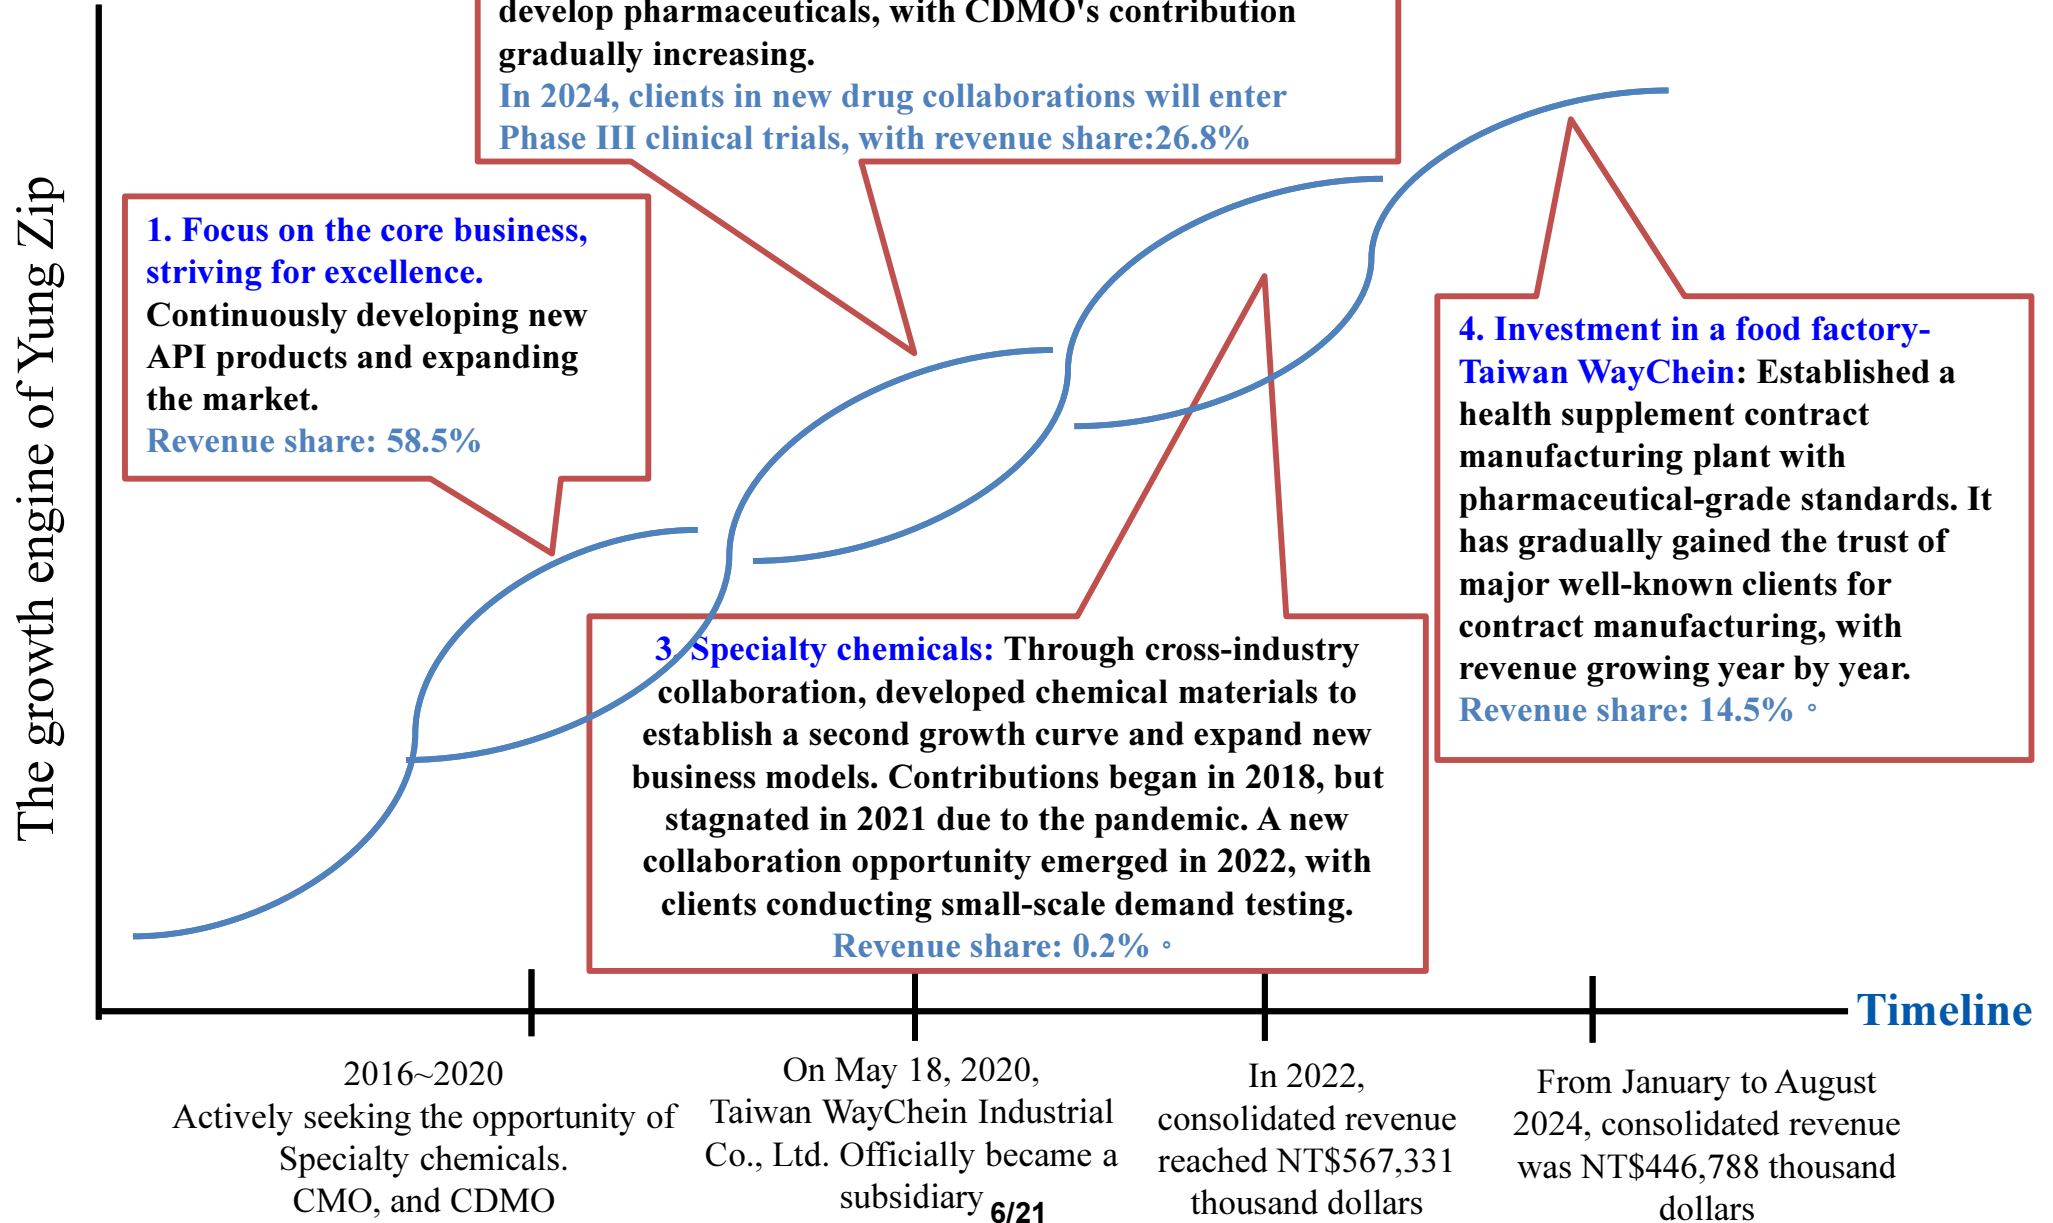 develop pharmaceuticals, with CDMO's contribution
gradually increasing.
In 2024, clients in new drug collaborations will enter
Phase III clinical trials, with revenue share:26.8%
The growth engine of Yung Zip
1. Focus on the core business,
striving for excellence.
Continuously developing new
API products and expanding
the market.
Revenue share: 58.5%
4. Investment in a food factory-
Taiwan WayChein: Established a
health supplement contract
manufacturing plant with
pharmaceutical-grade standards. It
has gradually gained the trust of
major well-known clients for
contract manufacturing, with
revenue growing year by year.
Revenue share: 14.5%。
3. Specialty chemicals: Through cross-industry
collaboration, developed chemical materials to
establish a second growth curve and expand new
business models. Contributions began in 2018, but
stagnated in 2021 due to the pandemic. A new
collaboration opportunity emerged in 2022, with
clients conducting small-scale demand testing.
Revenue share: 0.2%。
Timeline
2016~2020
Actively seeking the opportunity of
Specialty chemicals.
CMO, and CDMO
On May 18, 2020,
Taiwan WayChein Industrial
Co., Ltd. Officially became a
subsidiary
In 2022,
consolidated revenue
reached NT$567,331
thousand dollars
From January to August
2024, consolidated revenue
was NT$446,788 thousand
dollars
6/21